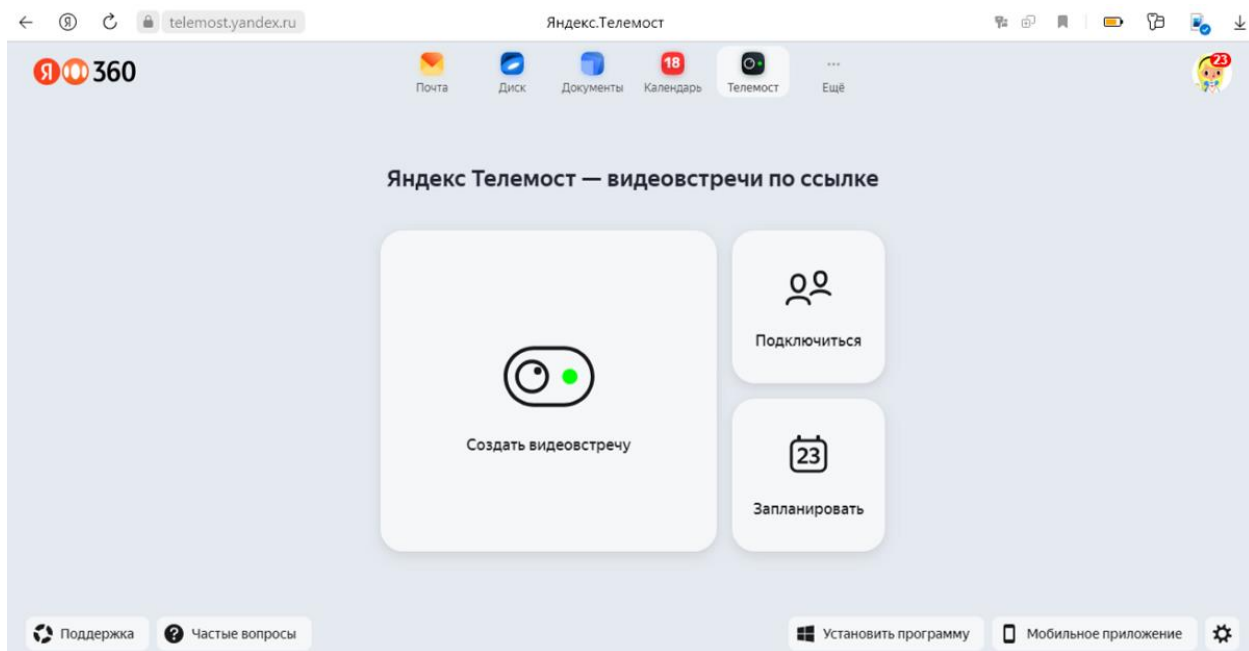 telemost.yandex.ru
Яндекс.Телемост
Я 360
18
23
Почта
Диск
Документы
Календарь
Телемост
Ещё
Яндекс Телемост — видеовстречи по ссылке
Создать видеовстречу
Подключиться
23
Запланировать
Поддержка
Частые вопросы
Установить программу
Мобильное приложение